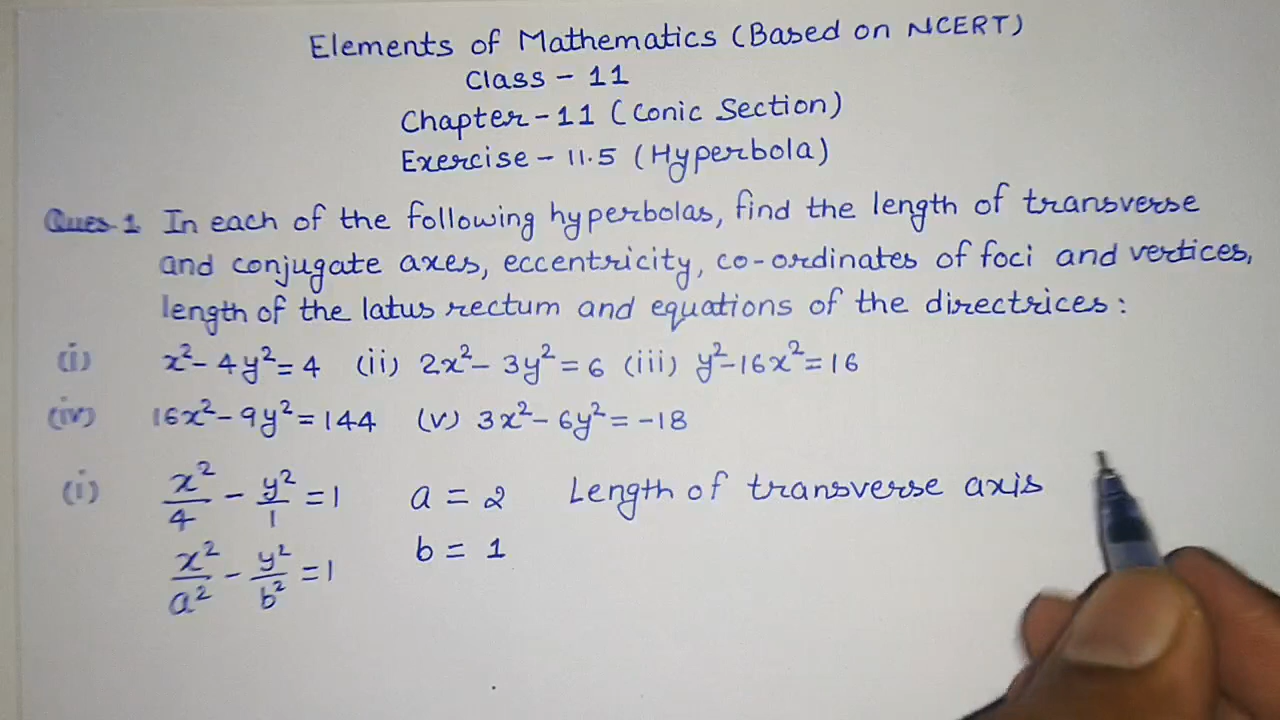 Elements of Mathematics (Based on NCERT)
Class - 11
Chapter - 11 (Conic Section)
Exercise - 11.5 (Hyperbola)
Ques 1 In each of the following hyperbolas, find the length of transverse
and conjugate axes, eccentricity, co-ordinates of foci and vertices,
length of the latus rectum and equations of the directrices :
(i) x² - 4y² = 4 (ii) 2x² - 3y² = 6 (iii) y² - 16x² = 16
(iv) 16x² - 9y² = 144 (v) 3x² - 6y² = -18
(i) x²/4 - y²/1 = 1 a = 2 Length of transverse axis
x²/a² - y²/b² = 1 b = 1